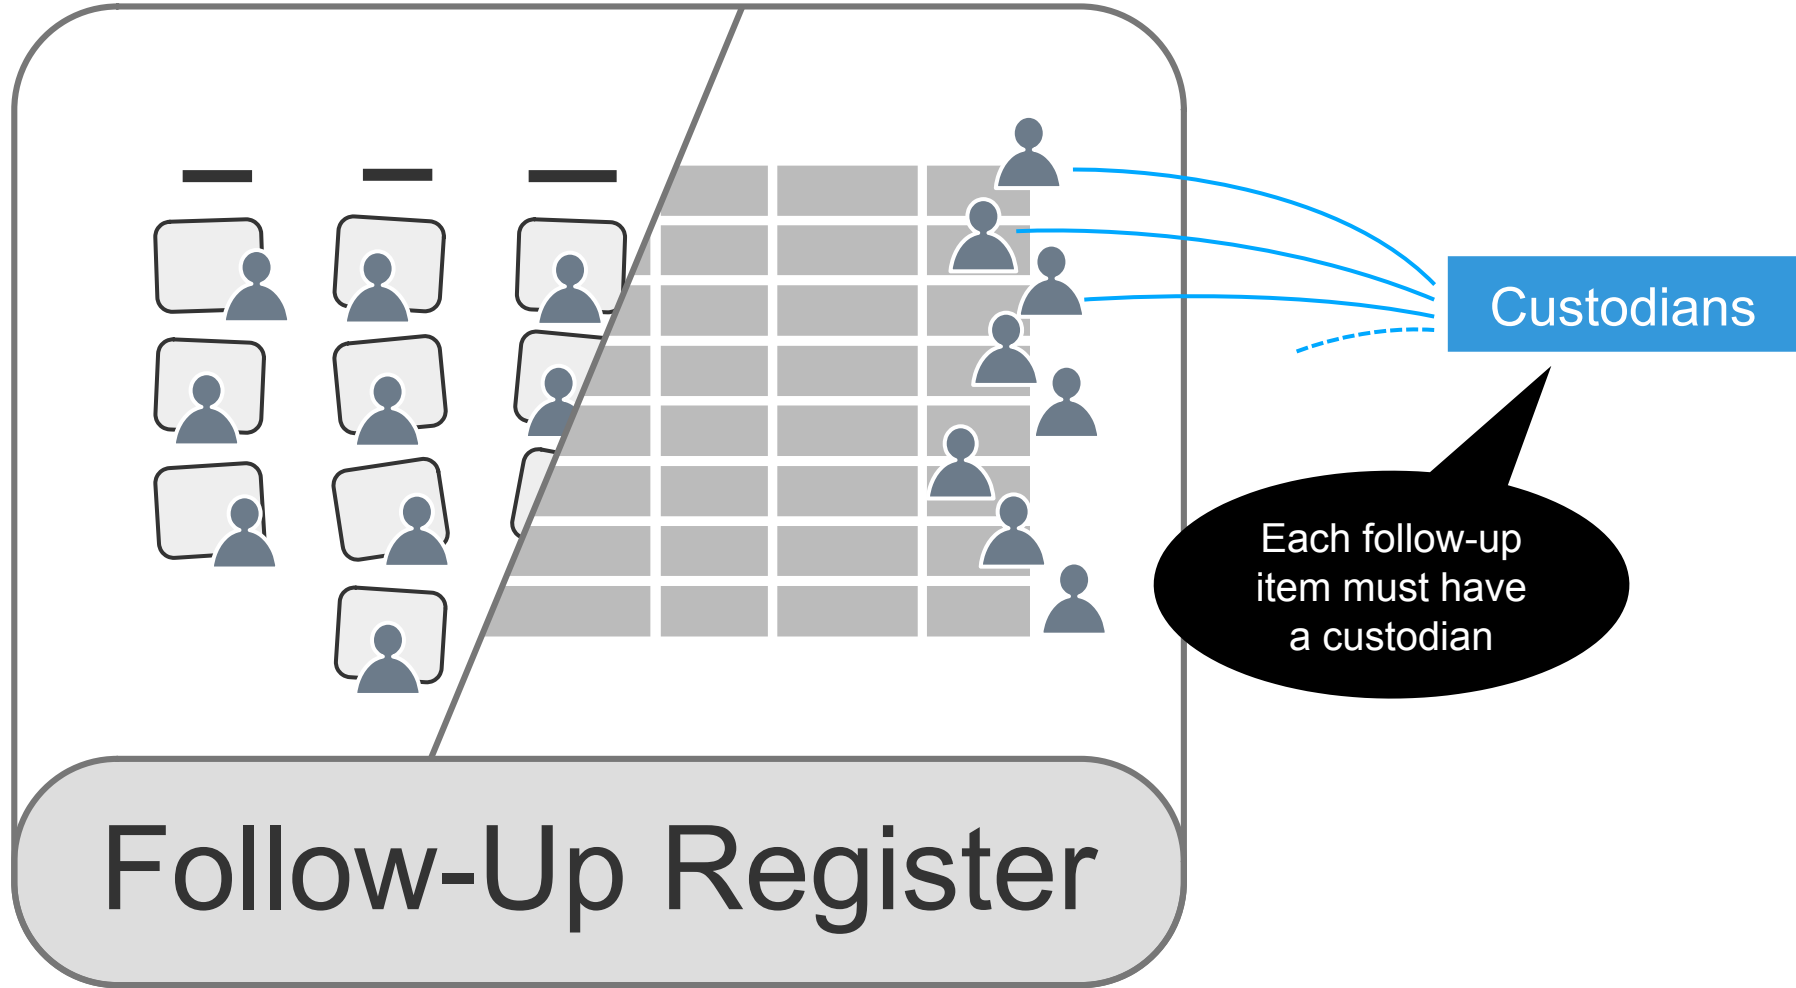 Custodians
Each follow-up
item must have
a custodian
Follow-Up Register